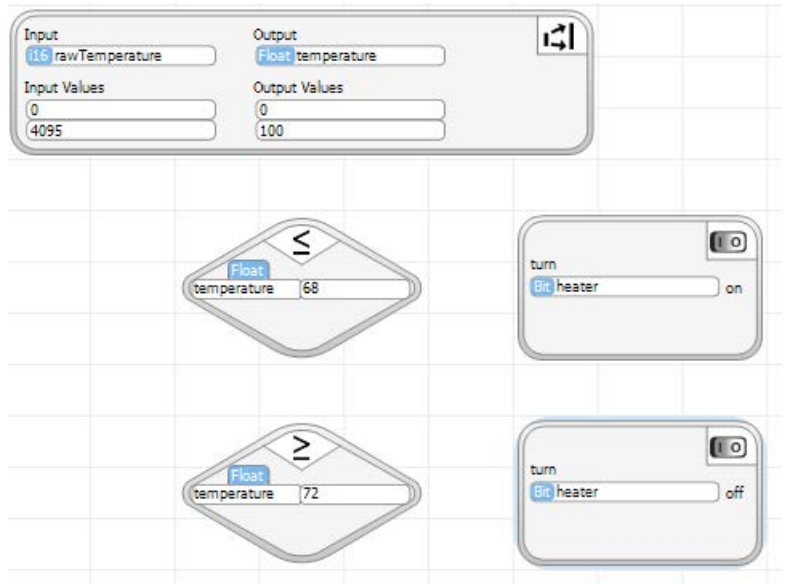 Input Output
i16 rawTemperature Float temperature
Input Values Output Values
0 0
4095 100
≤
Float
temperature 68
I O
turn
Bit heater on
≥
Float
temperature 72
I O
turn
Bit heater off